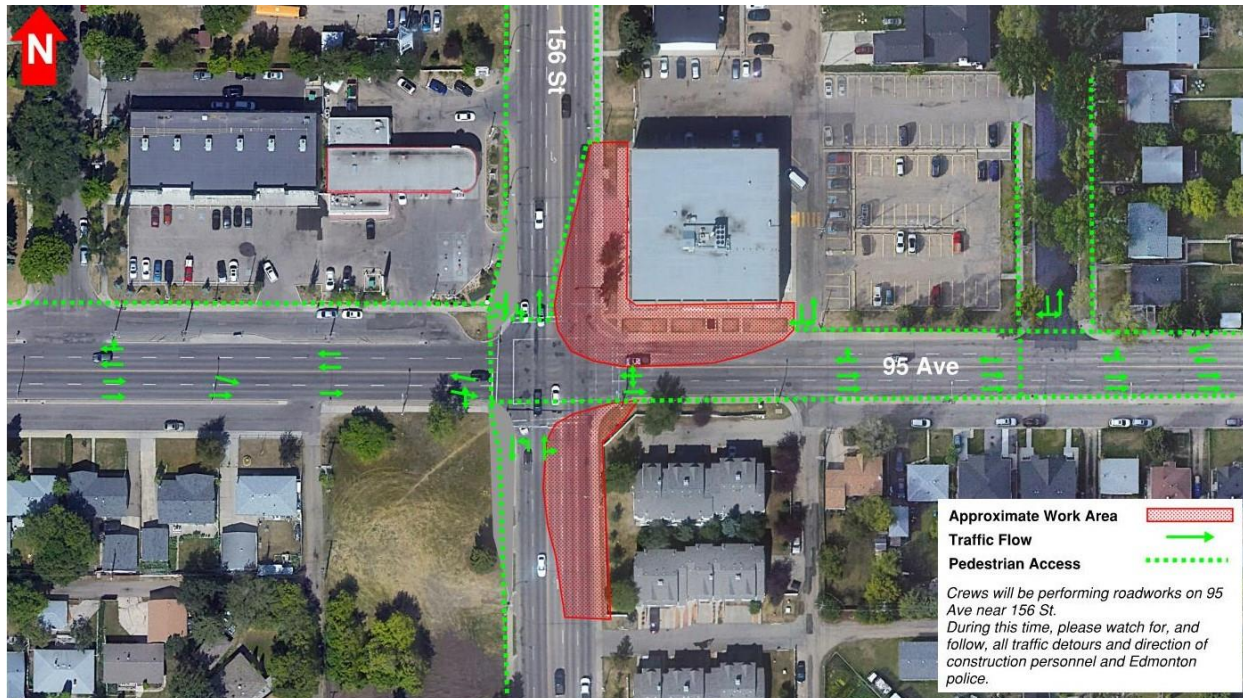 N
156 St
95 Ave
Approximate Work Area
Traffic Flow
Pedestrian Access
Crews will be performing roadworks on 95
Ave near 156 St.
During this time, please watch for, and
follow, all traffic detours and direction of
construction personnel and Edmonton
police.